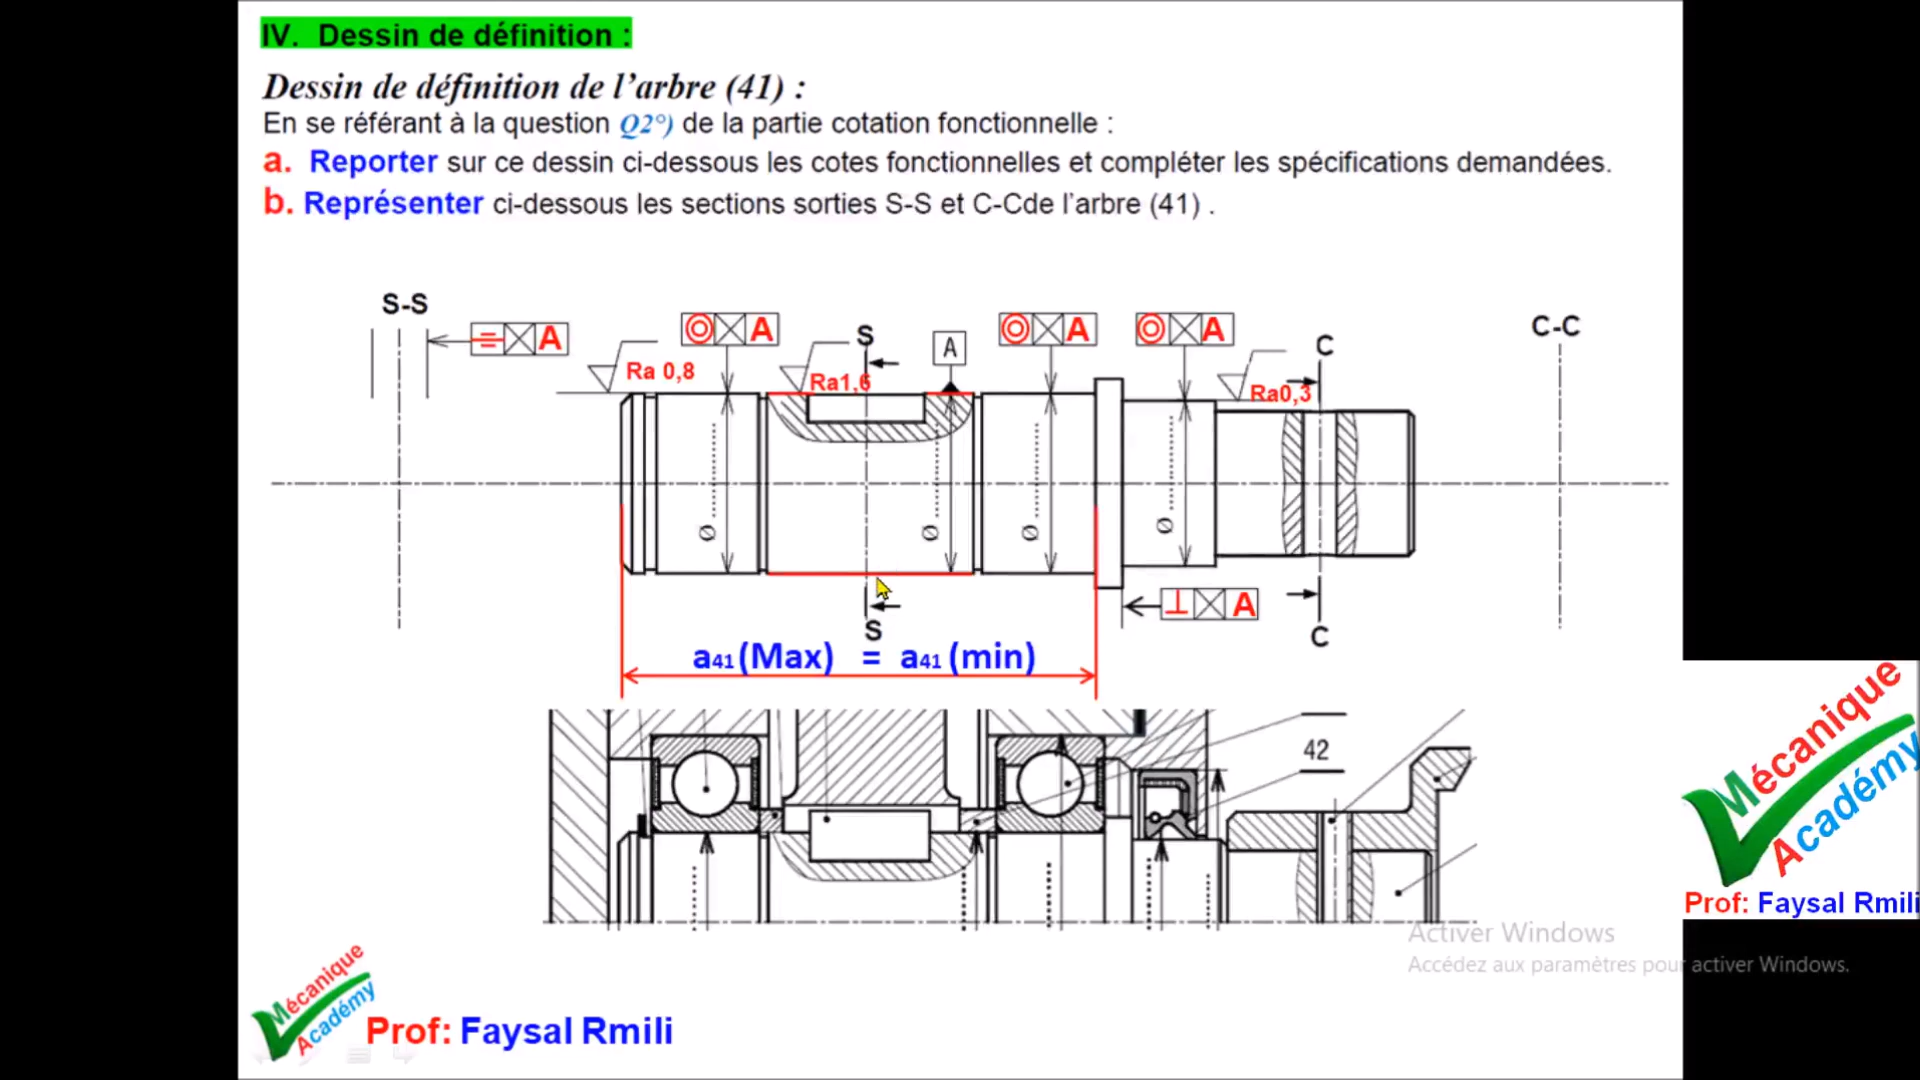 IV. Dessin de définition :
Dessin de définition de l'arbre (41) :
En se référant à la question Q2°) de la partie cotation fonctionnelle :
a. Reporter sur ce dessin ci-dessous les cotes fonctionnelles et compléter les spécifications demandées.
b. Représenter ci-dessous les sections sorties S-S et C-Cde l'arbre (41) .
S-S
A
Ra 0,8
A
S
Ra1,6
A
A
A
C
Ra0,3
C-C
Ø
Ø
Ø
Ø
A
S
C
a41 (Max) = a41 (min)
42
Mécanique
Académy
Prof: Faysal Rmili
Activer Windows
Accédez aux paramètres pour activer Windows.
Mécanique
Académy
Prof: Faysal Rmili